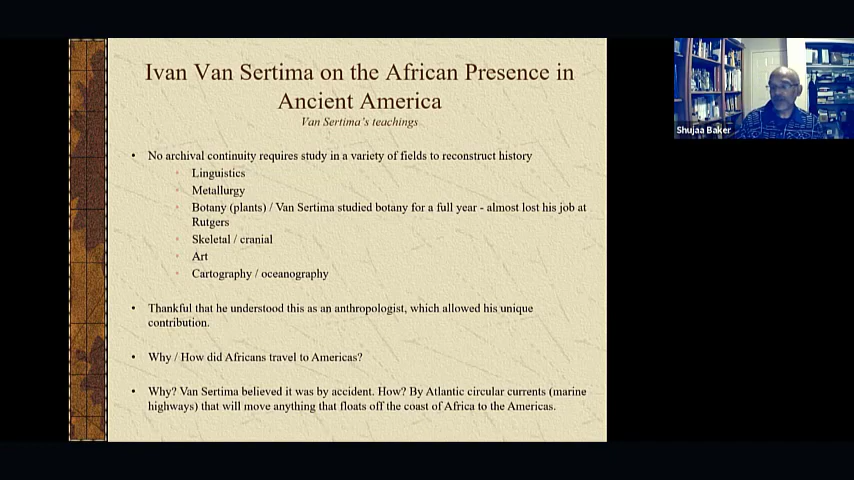 Ivan Van Sertima on the African Presence in
Ancient America
Van Sertima's teachings
• No archival continuity requires study in a variety of fields to reconstruct history
• Linguistics
• Metallurgy
• Botany (plants) / Van Sertima studied botany for a full year - almost lost his job at
Rutgers
• Skeletal / cranial
• Art
• Cartography / oceanography
• Thankful that he understood this as an anthropologist, which allowed his unique
contribution.
• Why / How did Africans travel to Americas?
• Why? Van Sertima believed it was by accident. How? By Atlantic circular currents (marine
highways) that will move anything that floats off the coast of Africa to the Americas.
Shujaa Baker